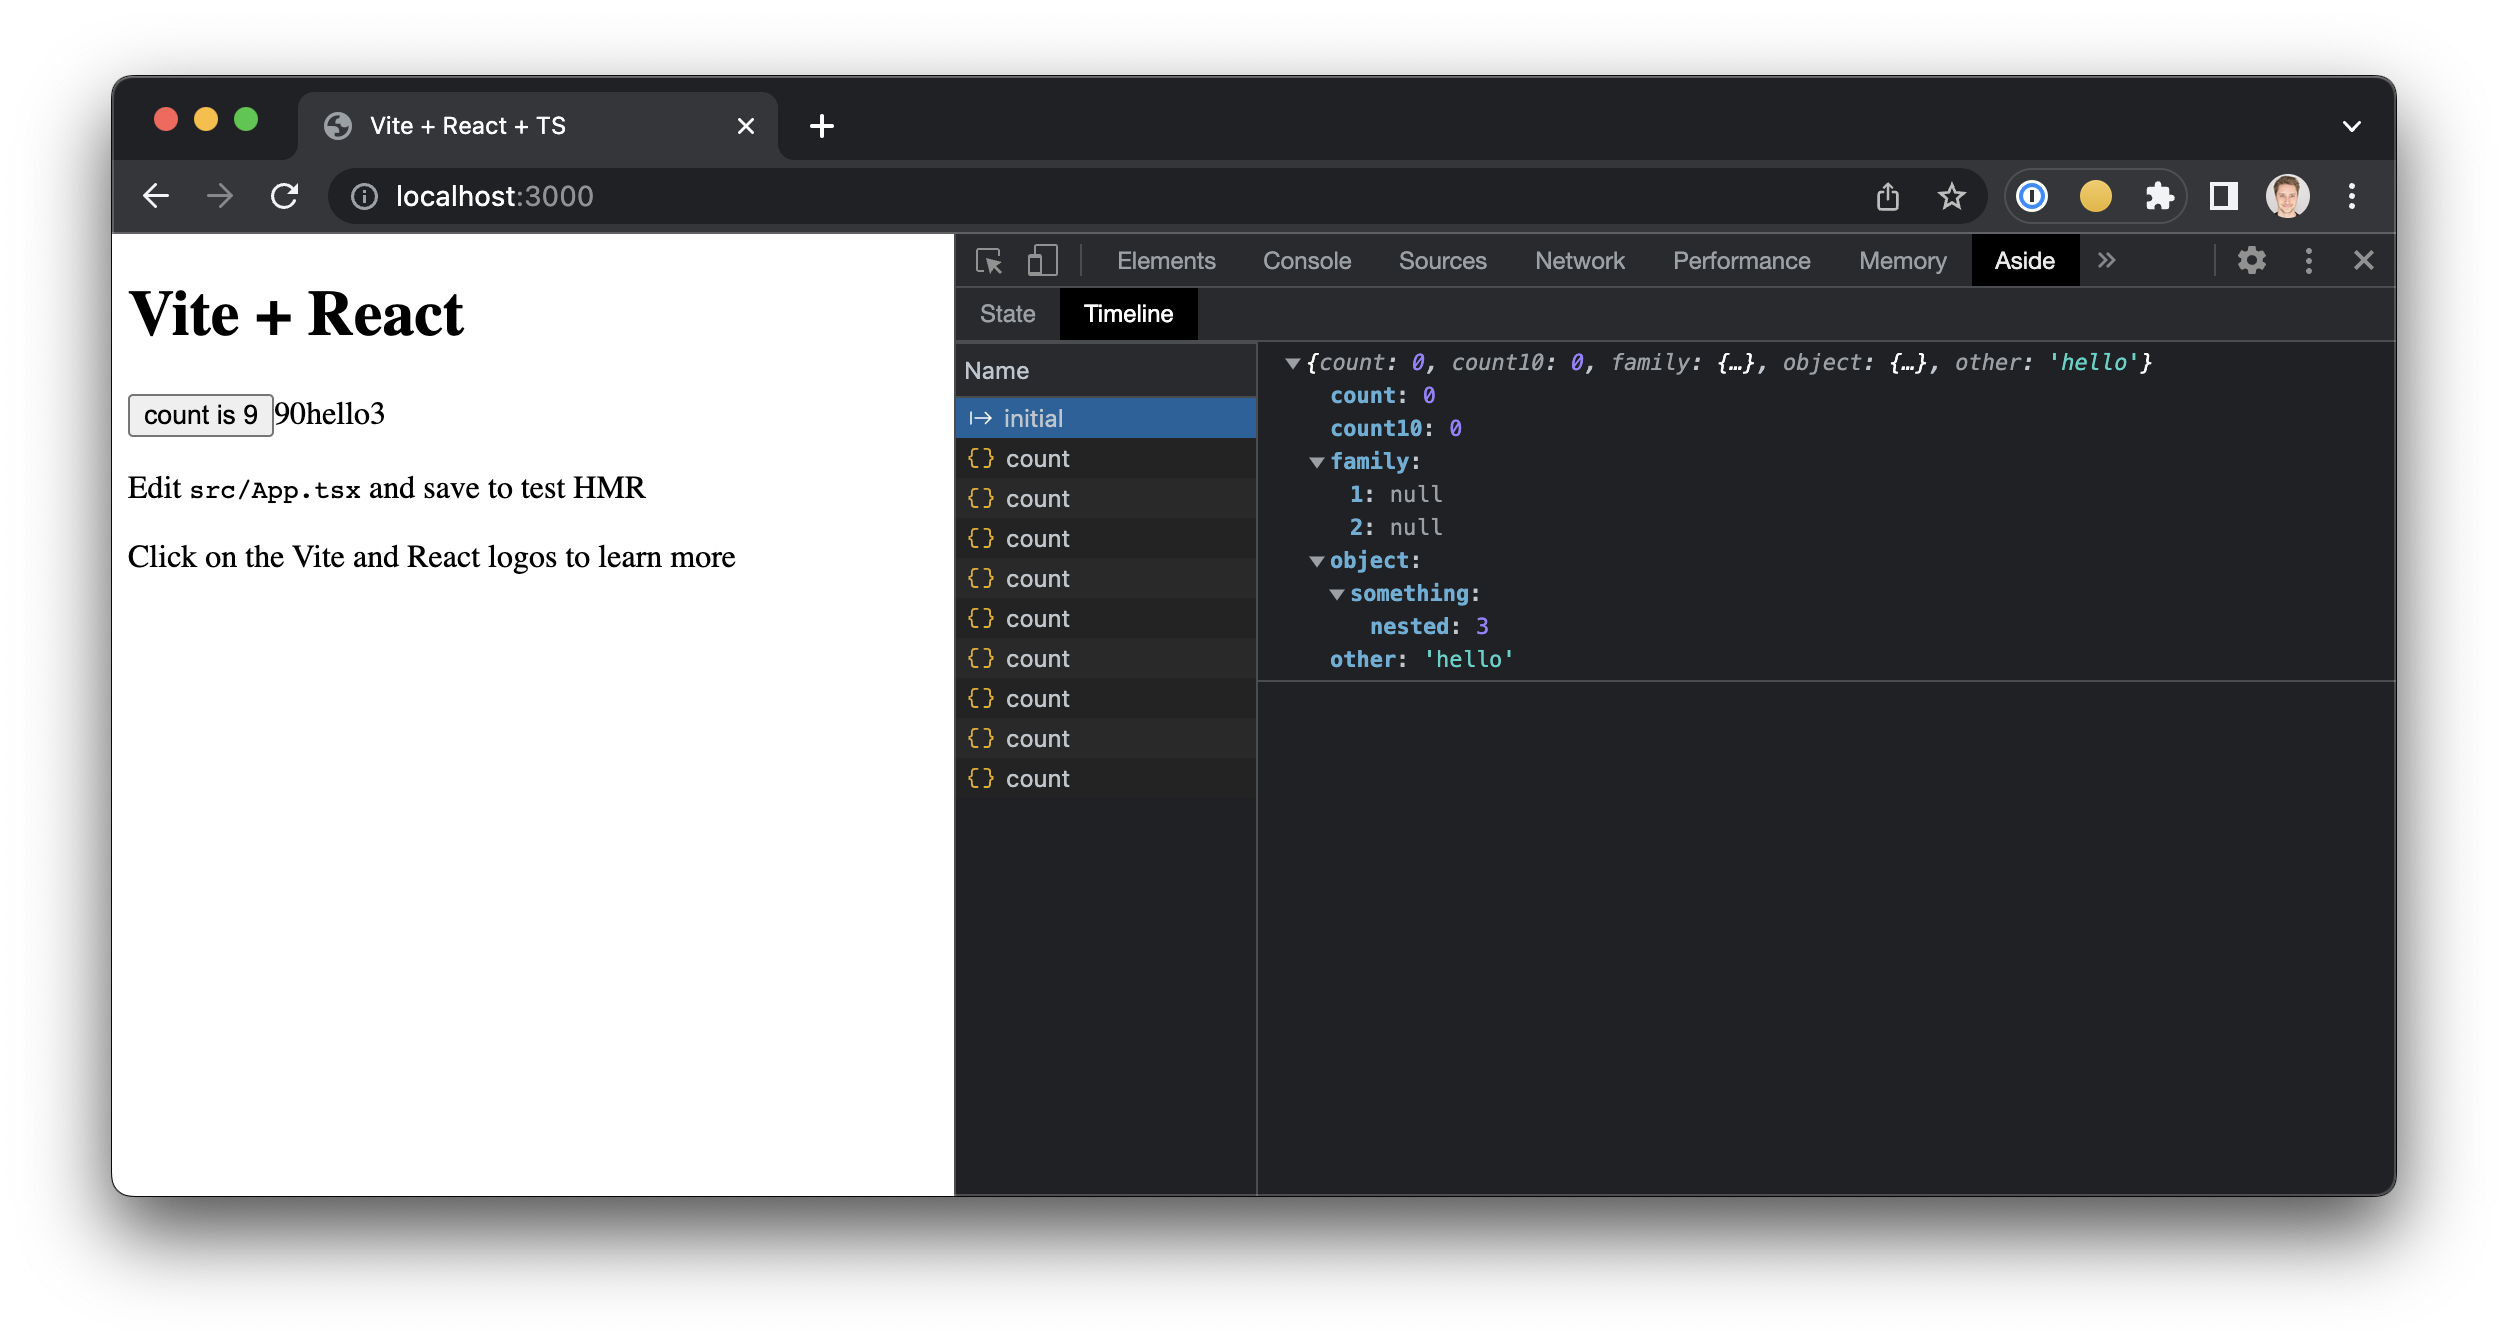 Vite + React + TS
localhost:3000
Vite + React
count is 9 90hello3
Edit src/App.tsx and save to test HMR
Click on the Vite and React logos to learn more
Elements Console Sources Network Performance Memory Aside
State Timeline
Name
initial
{} count
{} count
{} count
{} count
{} count
{} count
{} count
{} count
{} count
{count: 0, count10: 0, family: {…}, object: {…}, other: 'hello'}
count: 0
count10: 0
family:
1: null
2: null
object:
something:
nested: 3
other: 'hello'